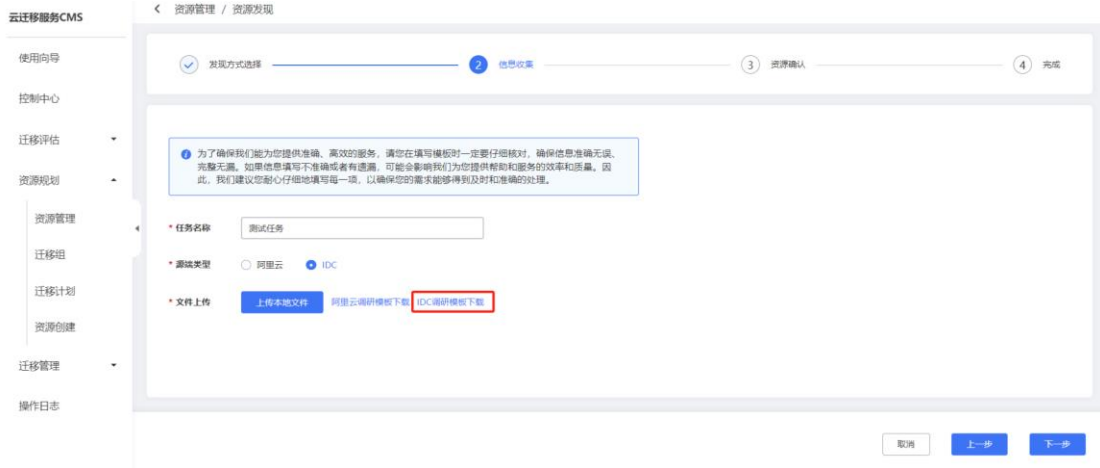 云迁移服务CMS
资源管理 / 资源发现
使用向导
控制中心
迁移评估
资源规划
资源管理
迁移组
迁移计划
资源创建
迁移管理
操作日志
发现方式选择
2 信息收集
3 资源确认
4 完成
为了确保我们能为您提供准确、高效的服务，请您在填写模板时一定要仔细核对，确保信息准确无误、
完整无漏。如果信息填写不准确或者有遗漏，可能会影响我们为您提供帮助和服务的效率和质量。因
此，我们建议您耐心仔细地填写每一项，以确保您的需求能够得到及时和准确的处理。
* 任务名称 测试任务
* 源端类型 阿里云 IDC
* 文件上传 上传本地文件 阿里云调研模板下载 IDC调研模板下载
取消 上一步 下一步